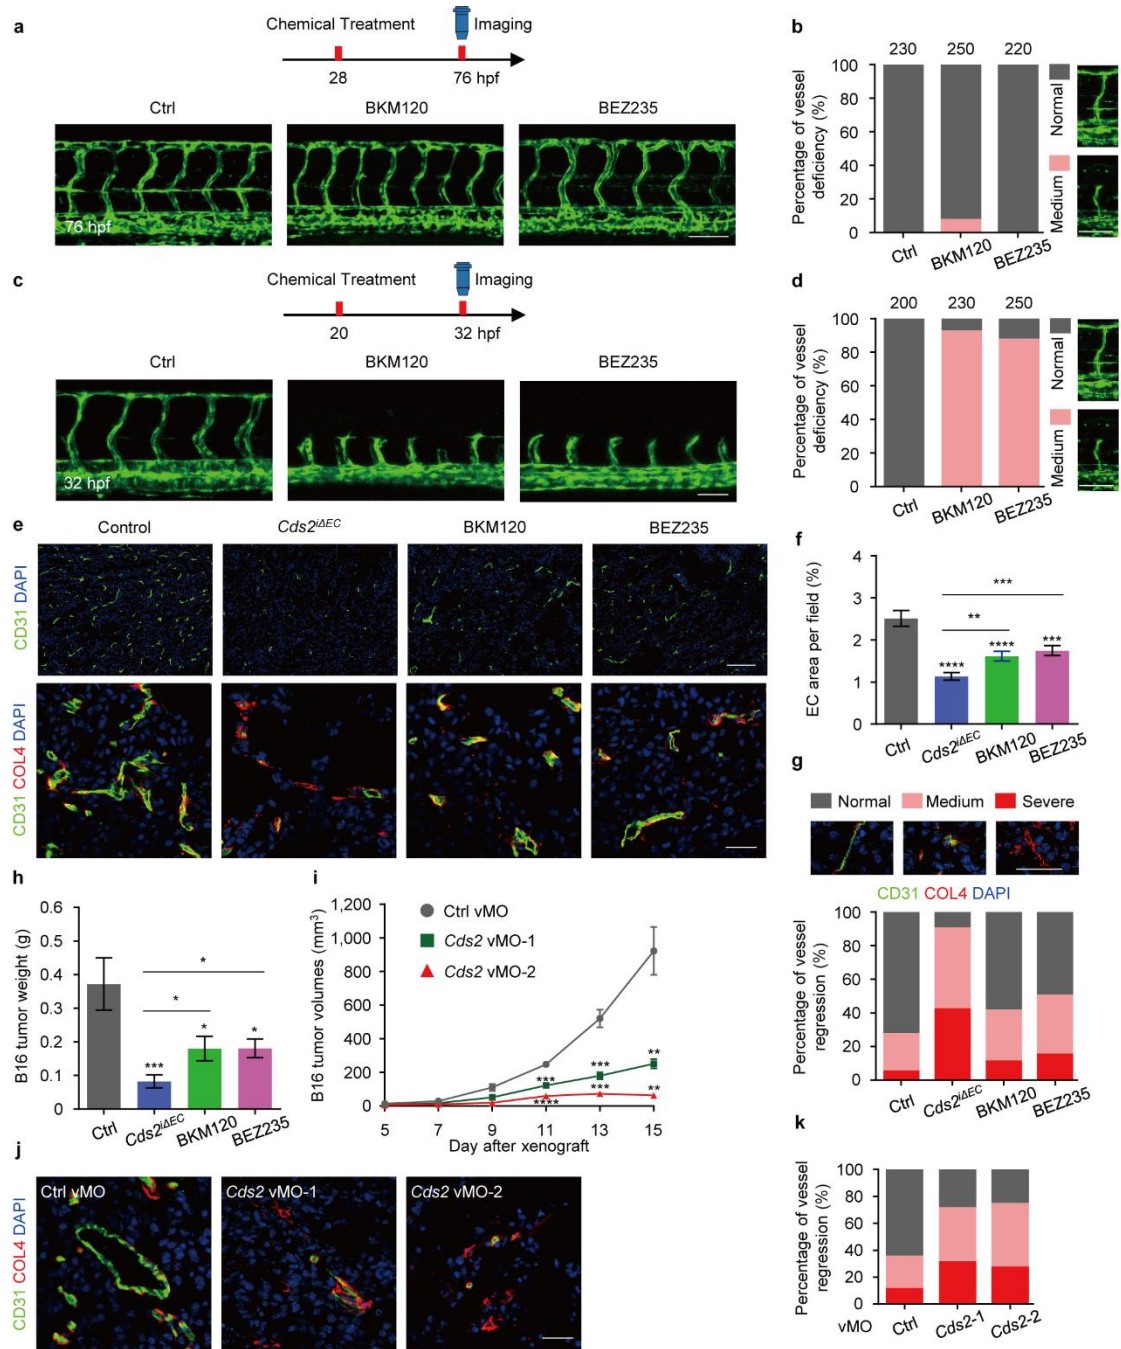 a
Chemical Treatment
Imaging
28
76 hpf
Ctrl
BKM120
BEZ235
76 hpf
b
230 250 220
Percentage of vessel
deficiency (%)
100
80
60
40
20
0
Ctrl
BKM120
BEZ235
Normal
Medium
c
Chemical Treatment
Imaging
20
32 hpf
Ctrl
BKM120
BEZ235
32 hpf
d
200 230 250
Percentage of vessel
deficiency (%)
100
80
60
40
20
0
Ctrl
BKM120
BEZ235
Normal
Medium
e
Control
Cds2iΔEC
BKM120
BEZ235
CD31 DAPI
CD31 COL4 DAPI
f
EC area per field (%)
4
3
2
1
0
***
**
****
****
***
Ctrl
Cds2iΔEC
BKM120
BEZ235
g
Normal
Medium
Severe
CD31 COL4 DAPI
Percentage of vessel
regression (%)
100
80
60
40
20
0
Ctrl
Cds2iΔEC
BKM120
BEZ235
h
B16 tumor weight (g)
0.6
0.5
0.4
0.3
0.2
0.1
0
*
*
***
*
*
Ctrl
Cds2iΔEC
BKM120
BEZ235
i
B16 tumor volumes (mm3)
1,200
1,000
800
600
400
200
0
Ctrl vMO
Cds2 vMO-1
Cds2 vMO-2
***
***
**
****
***
**
5 7 9 11 13 15
Day after xenograft
j
CD31 COL4 DAPI
Ctrl vMO
Cds2 vMO-1
Cds2 vMO-2
k
Percentage of vessel
regression (%)
100
80
60
40
20
0
vMO
Ctrl
Cds2-1
Cds2-2